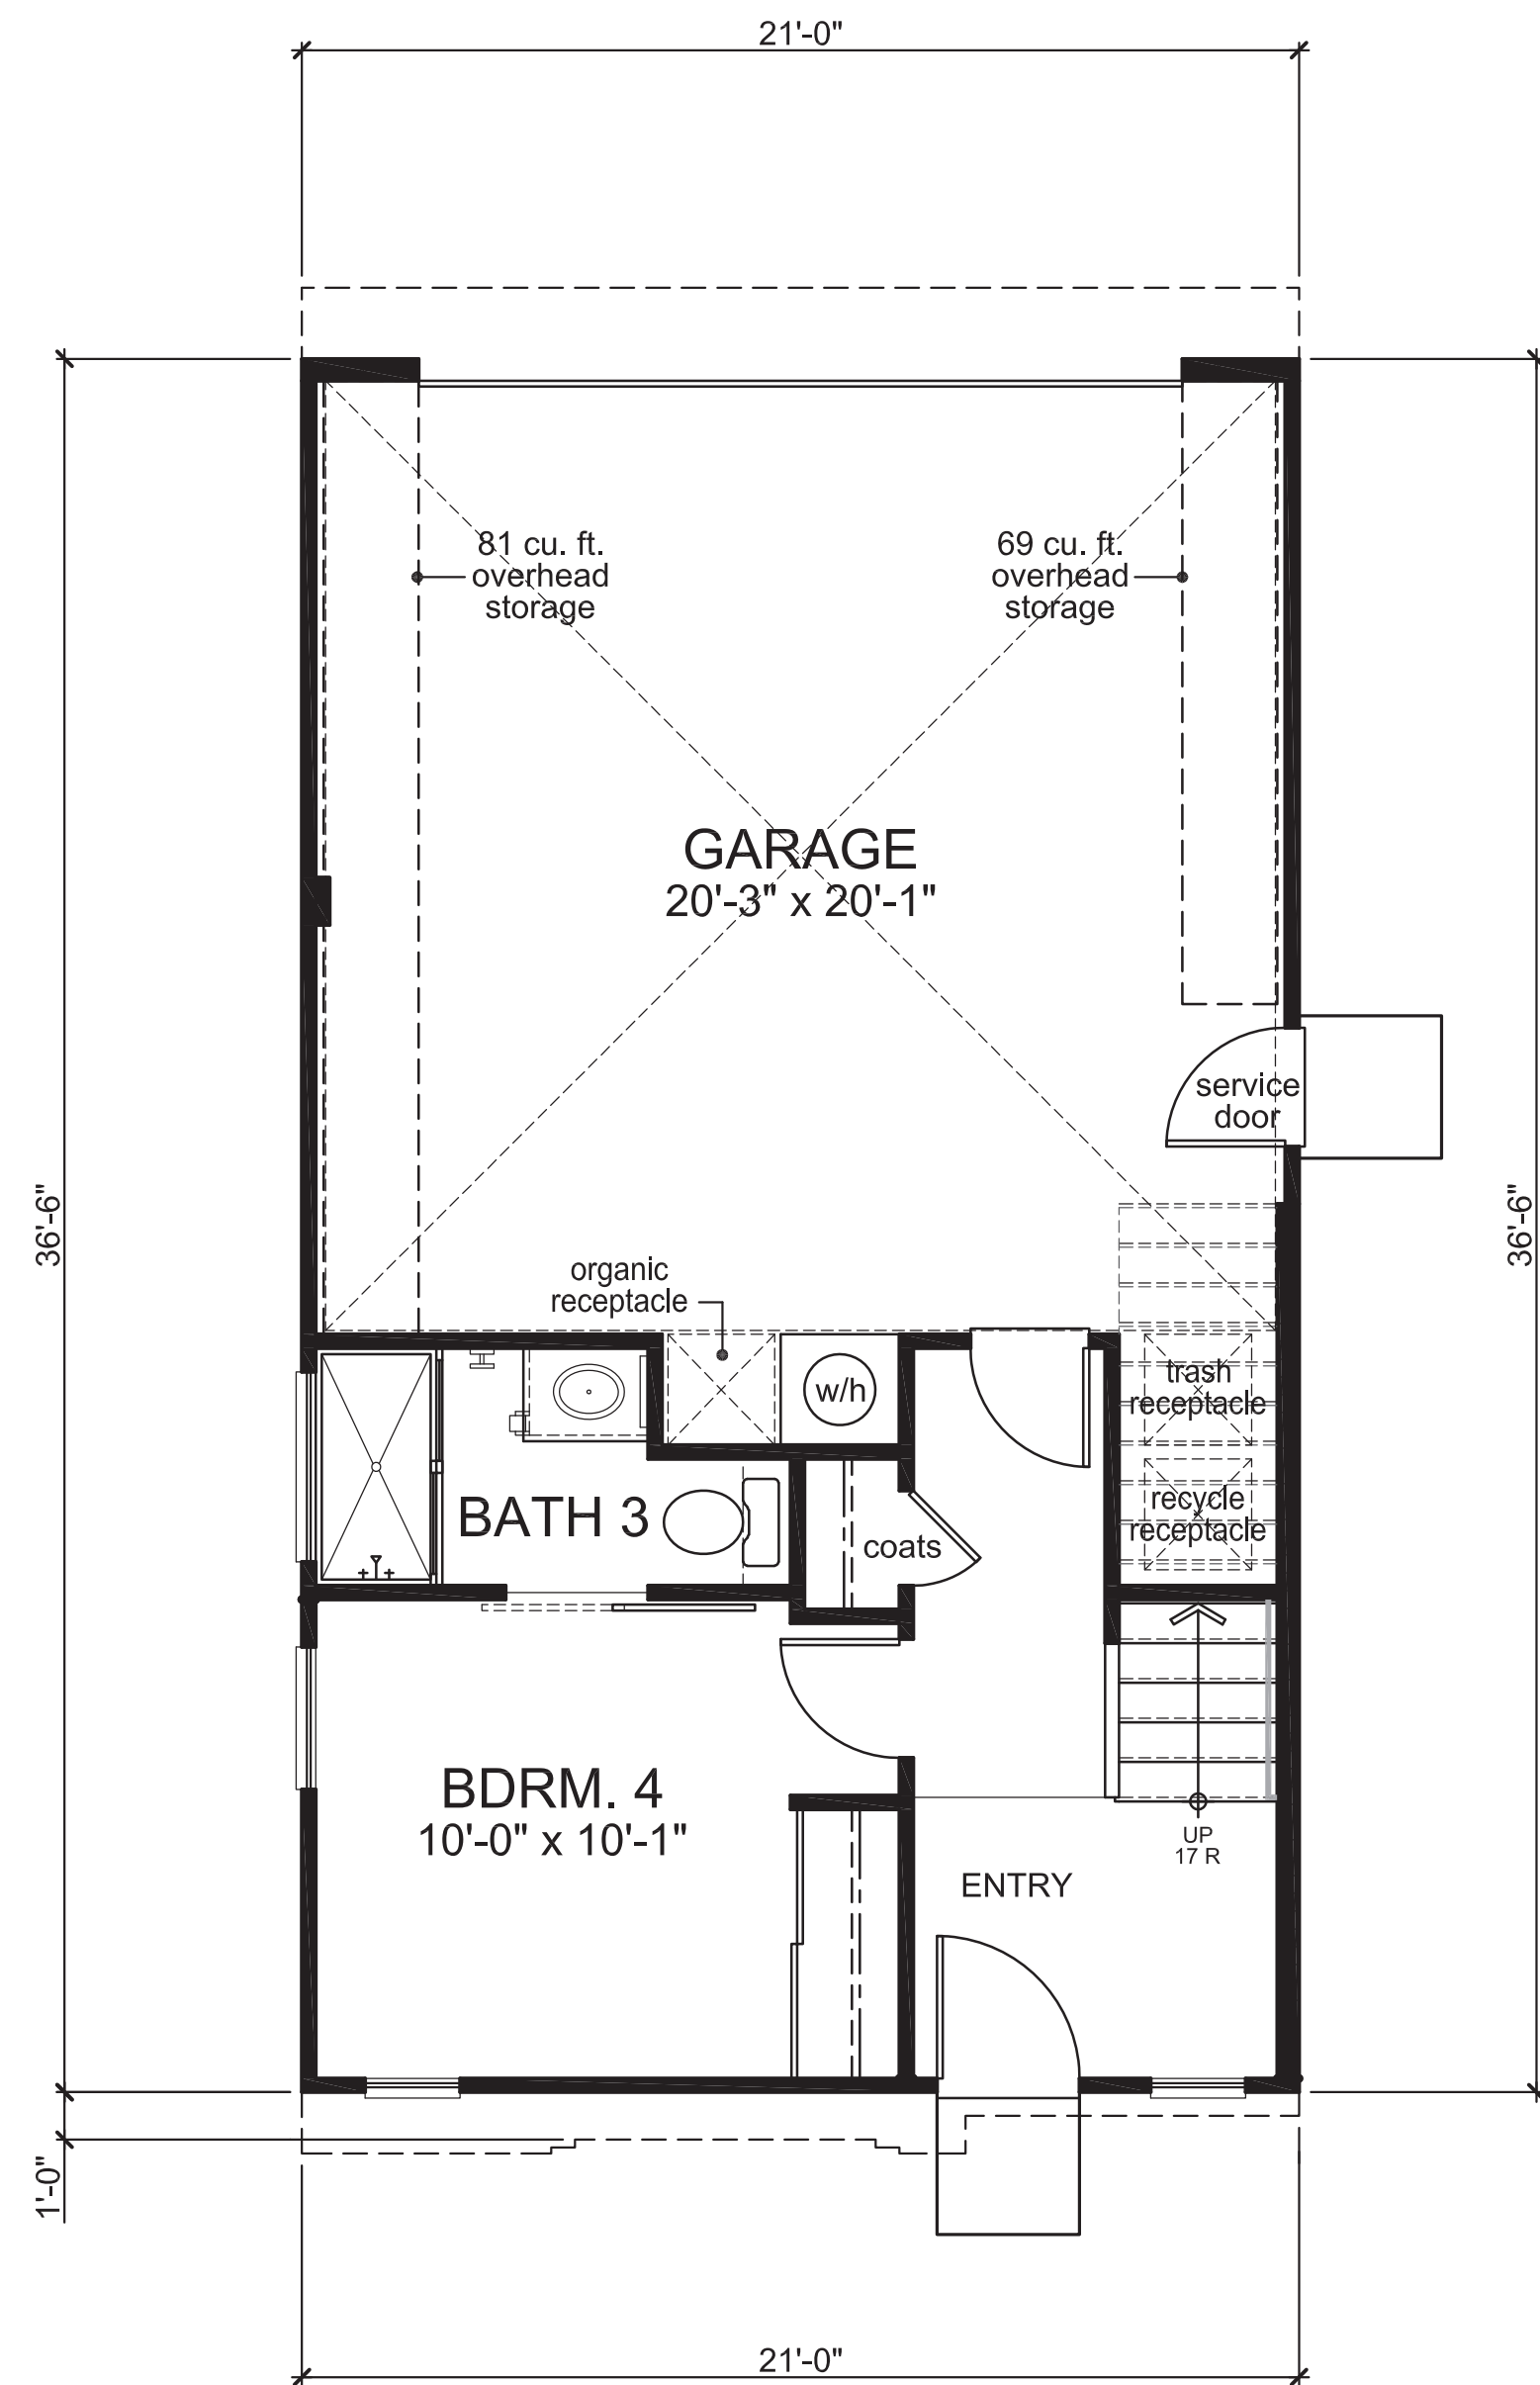 21'-0"
81 cu. ft.
overhead
storage
69 cu. ft.
overhead
storage
GARAGE
20'-3" x 20'-1"
service
door
36'-6"
36'-6"
organic
receptacle
w/h
trash
receptacle
recycle
receptacle
BATH 3
coats
BDRM. 4
10'-0" x 10'-1"
UP
17 R
ENTRY
1'-0"
21'-0"